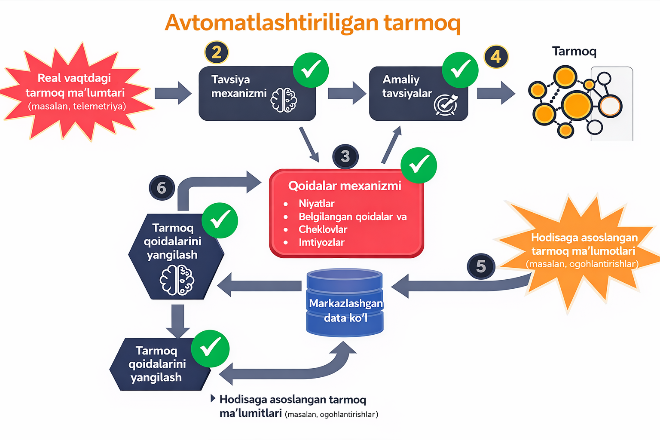 Avtomatlashtiriligan tarmoq
Real vaqtdagi
tarmoq ma'lumtari
(masalan, telemetriya)
2
Tavsiya
mexanizmi
Amaliy
tavsiyalar
4
Tarmoq
3
Qoidalar mexanizmi
• Niyatlar
• Belgilangan qoidalar va
• Cheklovlar
• Imtiyozlar
6
Tarmoq
qoidalarini
yangilash
Hodisaga asoslangan
tarmoq ma'lumotlari
(masalan, ogohlantirishlar)
5
Markazlashgan
data ko'l
Tarmoq
qoidalarini
yangilash
Hodisaga asoslangan tarmoq
ma'lumitlari (masalan, ogohlantirishlar)